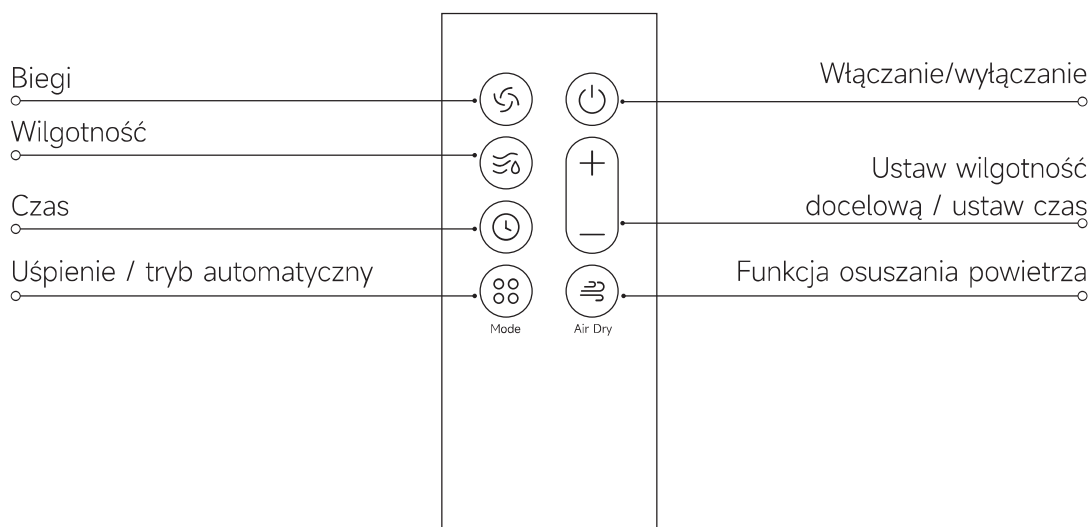 Biegi
Wilgotność
Czas
Uśpienie / tryb automatyczny
Mode
Air Dry
Włączanie/wyłączanie
Ustaw wilgotność
docelową / ustaw czas
Funkcja osuszania powietrza